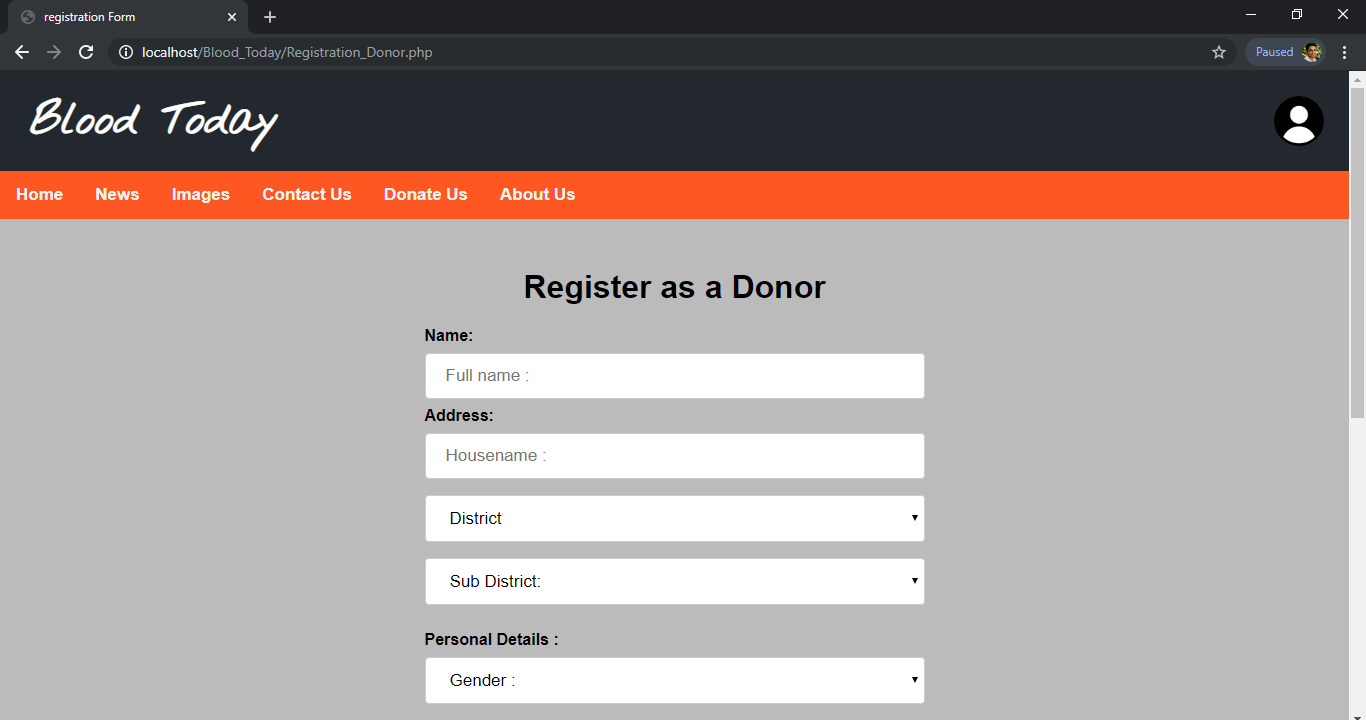 registration Form
localhost/Blood_Today/Registration_Donor.php
Paused
Blood Today
Home News Images Contact Us Donate Us About Us
Register as a Donor
Name:
Full name :
Address:
Housename :
District
Sub District:
Personal Details :
Gender :